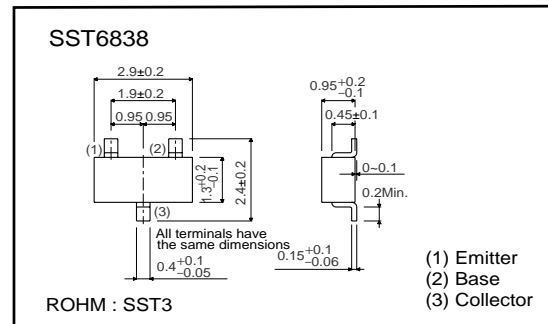 SST6838
2.9±0.2
1.9±0.2
0.95 0.95
(1) (2)
1.3+0.2 −0.1
2.4±0.2
(3)
All terminals have
the same dimensions
0.4+0.1 −0.05
0.95+0.2 −0.1
0.45±0.1
0~0.1
0.2Min.
0.15+0.1 −0.06
ROHM : SST3
(1) Emitter
(2) Base
(3) Collector